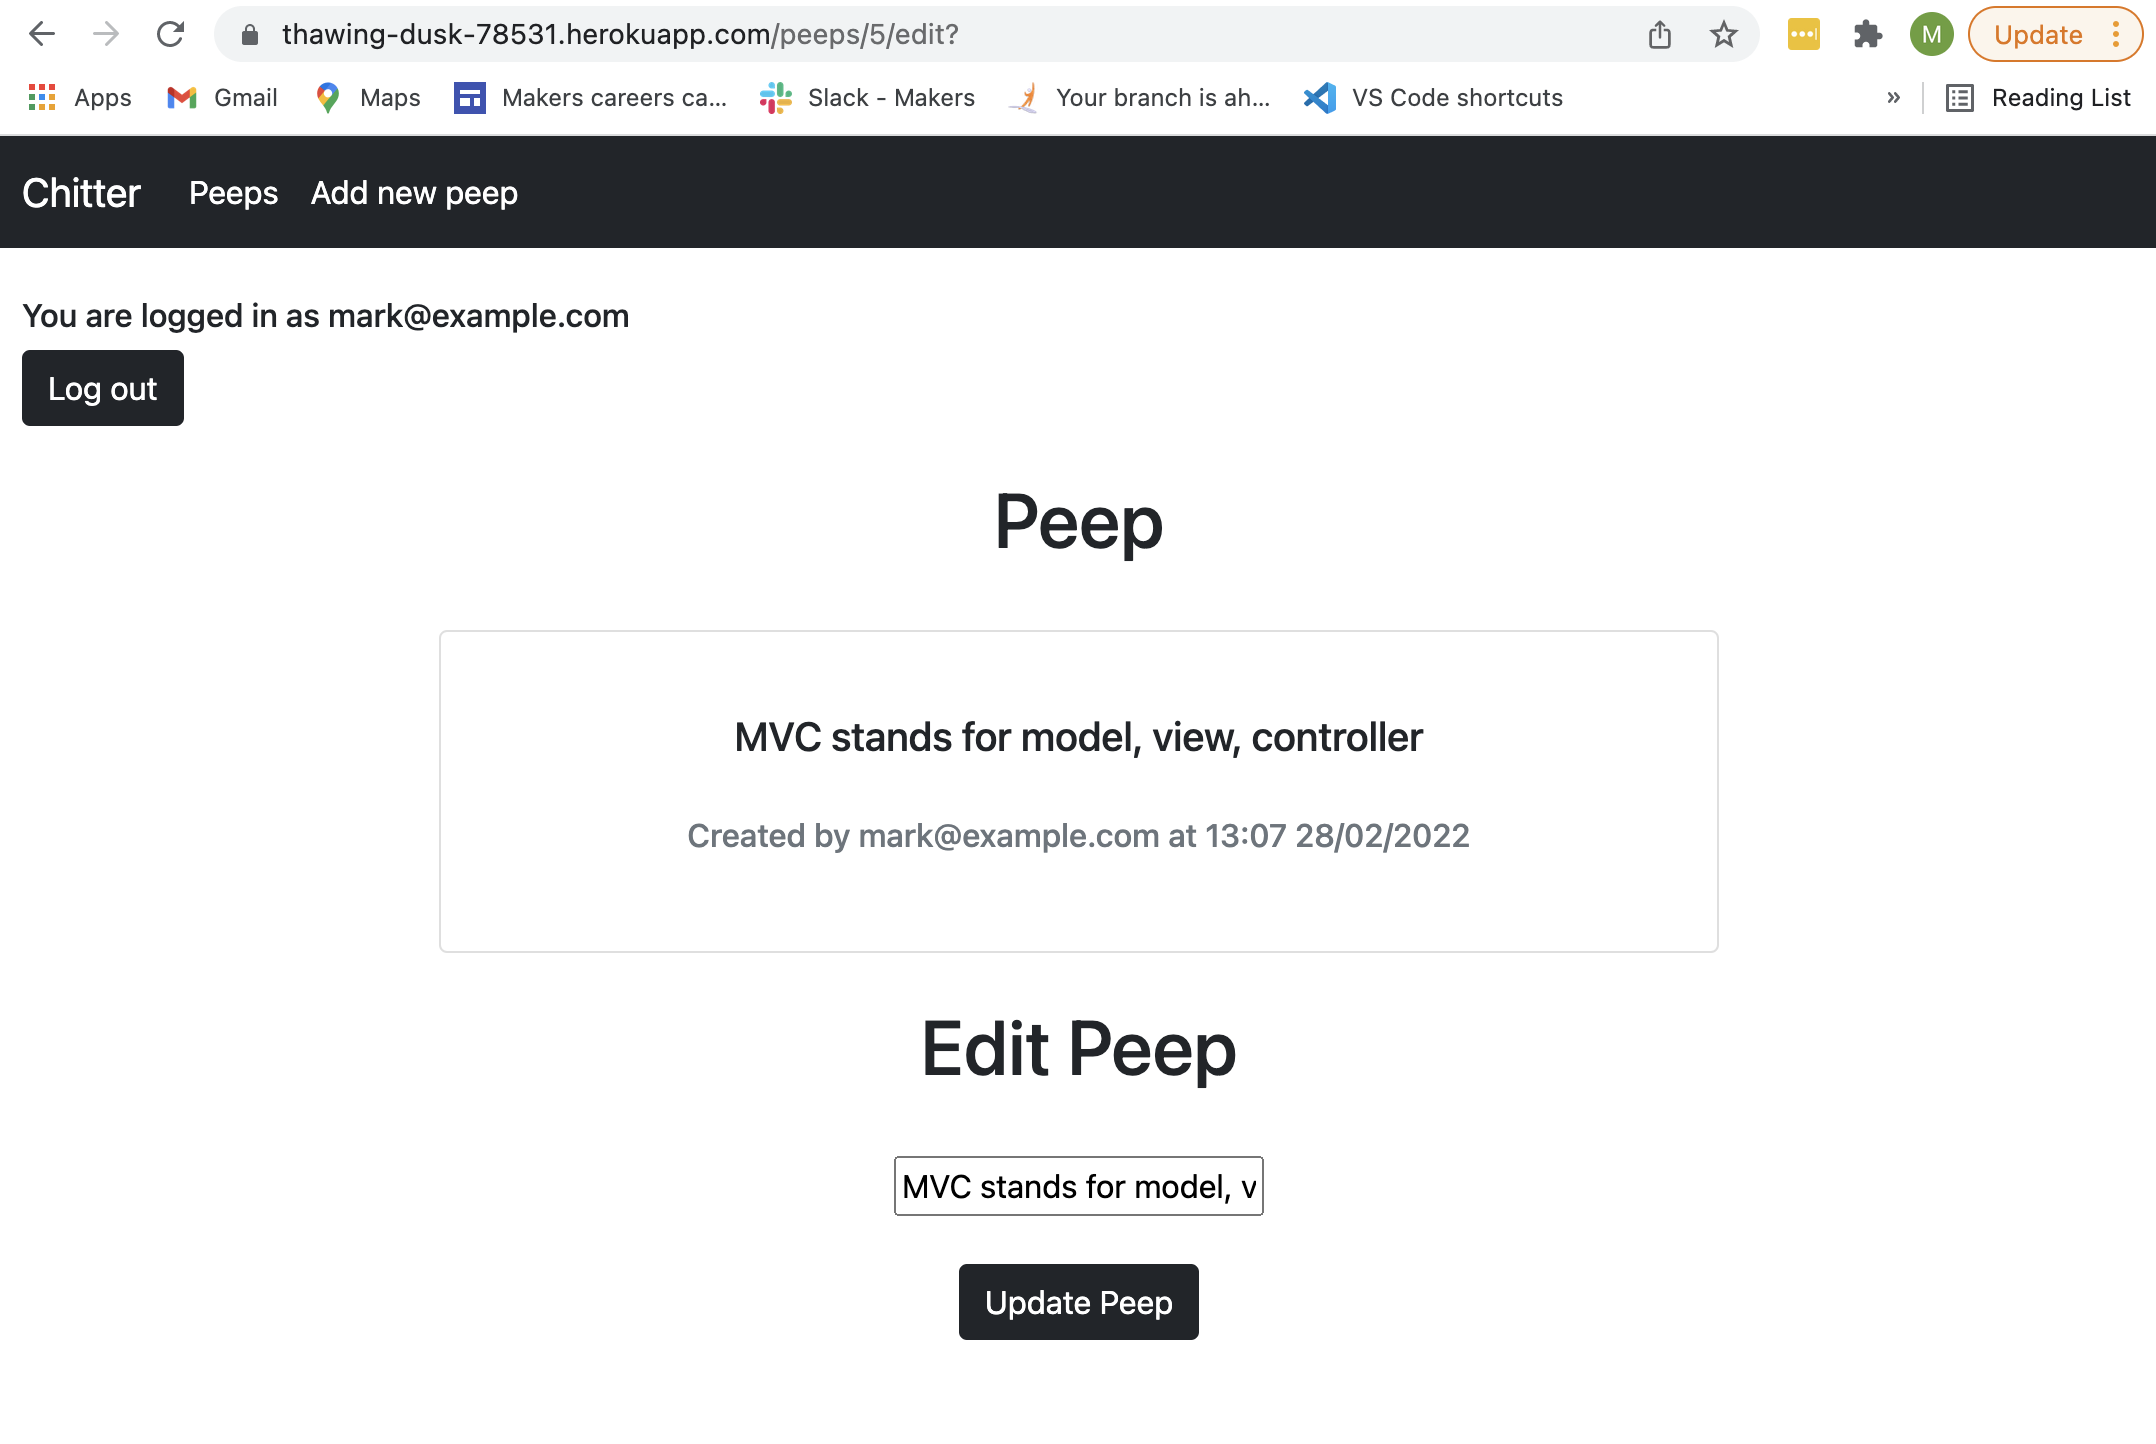 thawing-dusk-78531.herokuapp.com/peeps/5/edit?
M
Update
Apps
Gmail
Maps
Makers careers ca...
Slack - Makers
Your branch is ah...
VS Code shortcuts
»
Reading List
Chitter
Peeps
Add new peep
You are logged in as mark@example.com
Log out
Peep
MVC stands for model, view, controller
Created by mark@example.com at 13:07 28/02/2022
Edit Peep
MVC stands for model, v
Update Peep